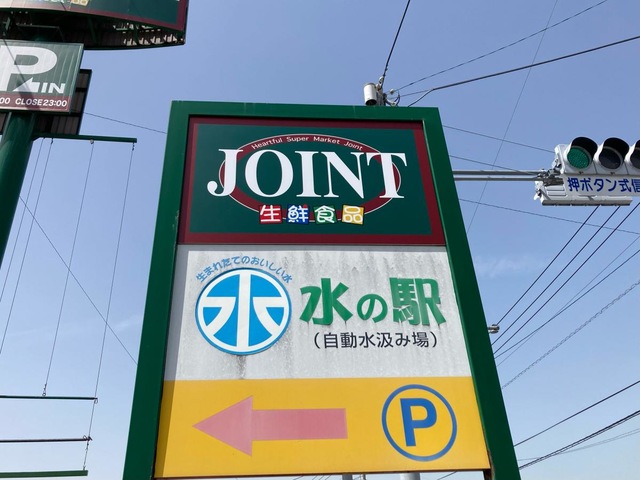 P IN
CLOSE23:00
Heartful Super Market Joint
JOINT
生鮮食品
押ボタン式
生まれたてのおいしい水
水
水の駅
(自動水汲み場)
P